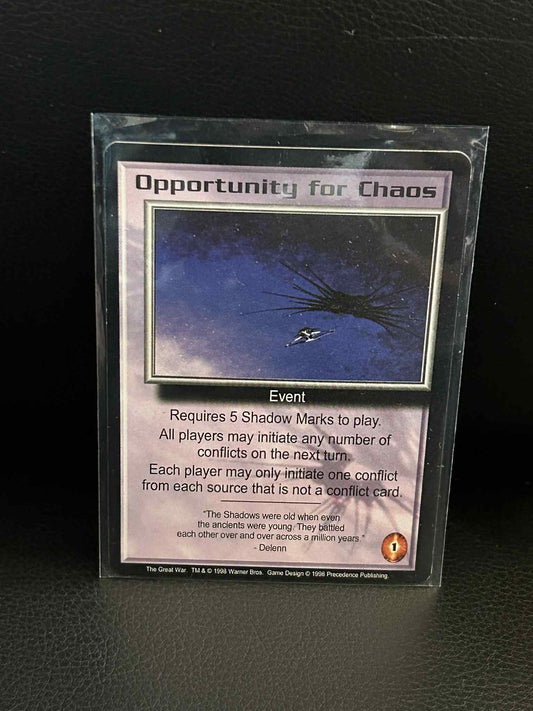 Opportunity for Chaos
Event
Requires 5 Shadow Marks to play.
All players may initiate any number of
conflicts on the next turn.
Each player may only initiate one conflict
from each source that is not a conflict card.
"The Shadows were old when even
the ancients were young. They battled
each other over and over across a million years."
- Delenn
1
The Great War. TM & © 1998 Warner Bros. Game Design © 1998 Precedence Publishing.